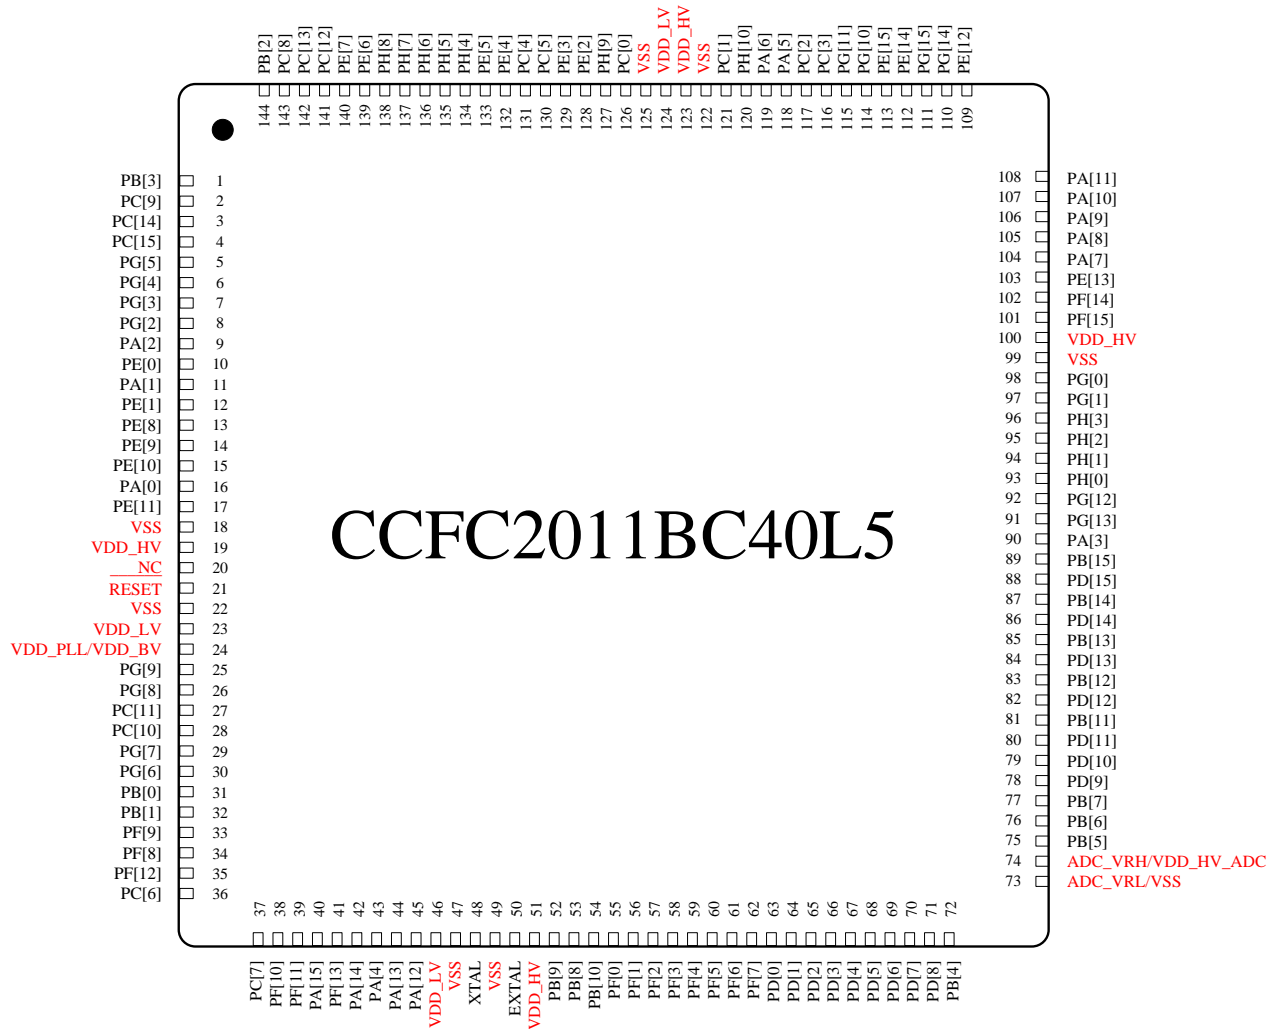 PB[2] PC[8] PC[13] PC[12] PE[7] PE[6] PH[8] PH[7] PH[6] PH[5] PH[4] PE[5] PE[4] PC[4] PC[5] PE[3] PE[2] PH[9] PC[0] VSS VDD_LV VDD_HV VSS PC[1] PH[10] PA[6] PA[5] PC[2] PC[3] PG[11] PG[10] PE[15] PE[14] PG[15] PG[14] PE[12]
144 143 142 141 140 139 138 137 136 135 134 133 132 131 130 129 128 127 126 125 124 123 122 121 120 119 118 117 116 115 114 113 112 111 110 109
PB[3] 1
PC[9] 2
PC[14] 3
PC[15] 4
PG[5] 5
PG[4] 6
PG[3] 7
PG[2] 8
PA[2] 9
PE[0] 10
PA[1] 11
PE[1] 12
PE[8] 13
PE[9] 14
PE[10] 15
PA[0] 16
PE[11] 17
VSS 18
VDD_HV 19
NC 20
RESET 21
VSS 22
VDD_LV 23
VDD_PLL/VDD_BV 24
PG[9] 25
PG[8] 26
PC[11] 27
PC[10] 28
PG[7] 29
PG[6] 30
PB[0] 31
PB[1] 32
PF[9] 33
PF[8] 34
PF[12] 35
PC[6] 36
CCFC2011BC40L5
108 PA[11]
107 PA[10]
106 PA[9]
105 PA[8]
104 PA[7]
103 PE[13]
102 PF[14]
101 PF[15]
100 VDD_HV
99 VSS
98 PG[0]
97 PG[1]
96 PH[3]
95 PH[2]
94 PH[1]
93 PH[0]
92 PG[12]
91 PG[13]
90 PA[3]
89 PB[15]
88 PD[15]
87 PB[14]
86 PD[14]
85 PB[13]
84 PD[13]
83 PB[12]
82 PD[12]
81 PB[11]
80 PD[11]
79 PD[10]
78 PD[9]
77 PB[7]
76 PB[6]
75 PB[5]
74 ADC_VRH/VDD_HV_ADC
73 ADC_VRL/VSS
37 38 39 40 41 42 43 44 45 46 47 48 49 50 51 52 53 54 55 56 57 58 59 60 61 62 63 64 65 66 67 68 69 70 71 72
PC[7] PF[10] PF[11] PA[15] PF[13] PA[14] PA[4] PA[13] PA[12] VDD_LV VSS XTAL VSS EXTAL VDD_HV PB[9] PB[8] PB[10] PF[0] PF[1] PF[2] PF[3] PF[4] PF[5] PF[6] PF[7] PD[0] PD[1] PD[2] PD[3] PD[4] PD[5] PD[6] PD[7] PD[8] PB[4]